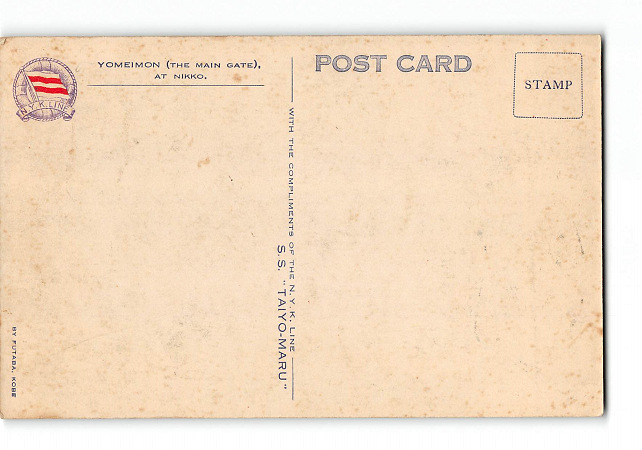 YOMEIMON (THE MAIN GATE),
AT NIKKO.
N.Y.K. LINE
POST CARD
STAMP
WITH THE COMPLIMENTS OF THE N.Y.K. LINE
S.S. "TAIYO-MARU"
BY FUTABA, KOBE